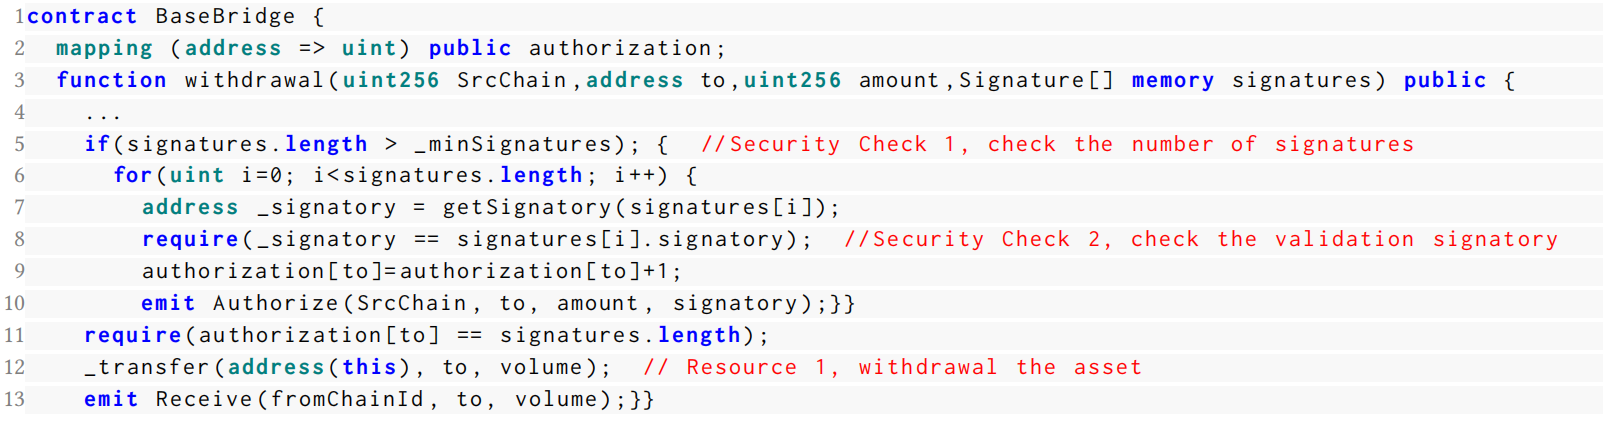 1contract BaseBridge {
2 mapping (address => uint) public authorization;
3 function withdrawal(uint256 SrcChain,address to,uint256 amount,Signature[] memory signatures) public {
4 ...
5 if(signatures.length > _minSignatures); { //Security Check 1, check the number of signatures
6 for(uint i=0; i<signatures.length; i++) {
7 address _signatory = getSignatory(signatures[i]);
8 require(_signatory == signatures[i].signatory); //Security Check 2, check the validation signatory
9 authorization[to]=authorization[to]+1;
10 emit Authorize(SrcChain, to, amount, signatory);}}
11 require(authorization[to] == signatures.length);
12 _transfer(address(this), to, volume); // Resource 1, withdrawal the asset
13 emit Receive(fromChainId, to, volume);}}